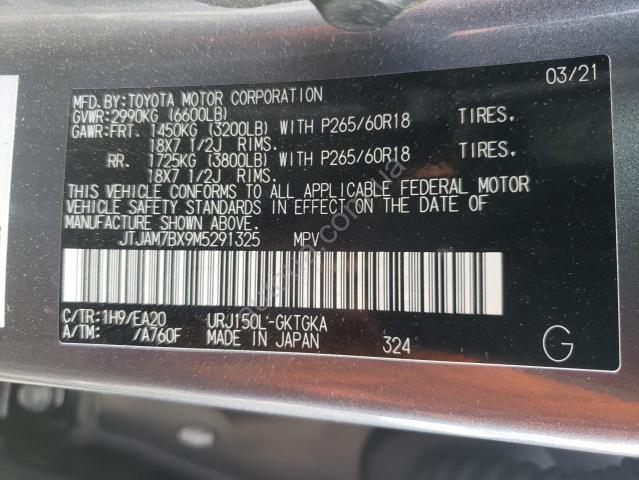 03/21
MFD.BY:TOYOTA MOTOR CORPORATION
GVWR:2990KG (6600LB)
GAWR:FRT. 1450KG (3200LB) WITH P265/60R18 TIRES.
18X7 1/2J RIMS.
RR. 1725KG (3800LB) WITH P265/60R18 TIRES.
18X7 1/2J RIMS.
THIS VEHICLE CONFORMS TO ALL APPLICABLE FEDERAL MOTOR
VEHICLE SAFETY STANDARDS IN EFFECT ON THE DATE OF
MANUFACTURE SHOWN ABOVE.
JTJAM7BX9M5291325 MPV
C/TR:1H9/EA20 URJ150L-GKTGKA
A/TM: /A760F MADE IN JAPAN 324 G